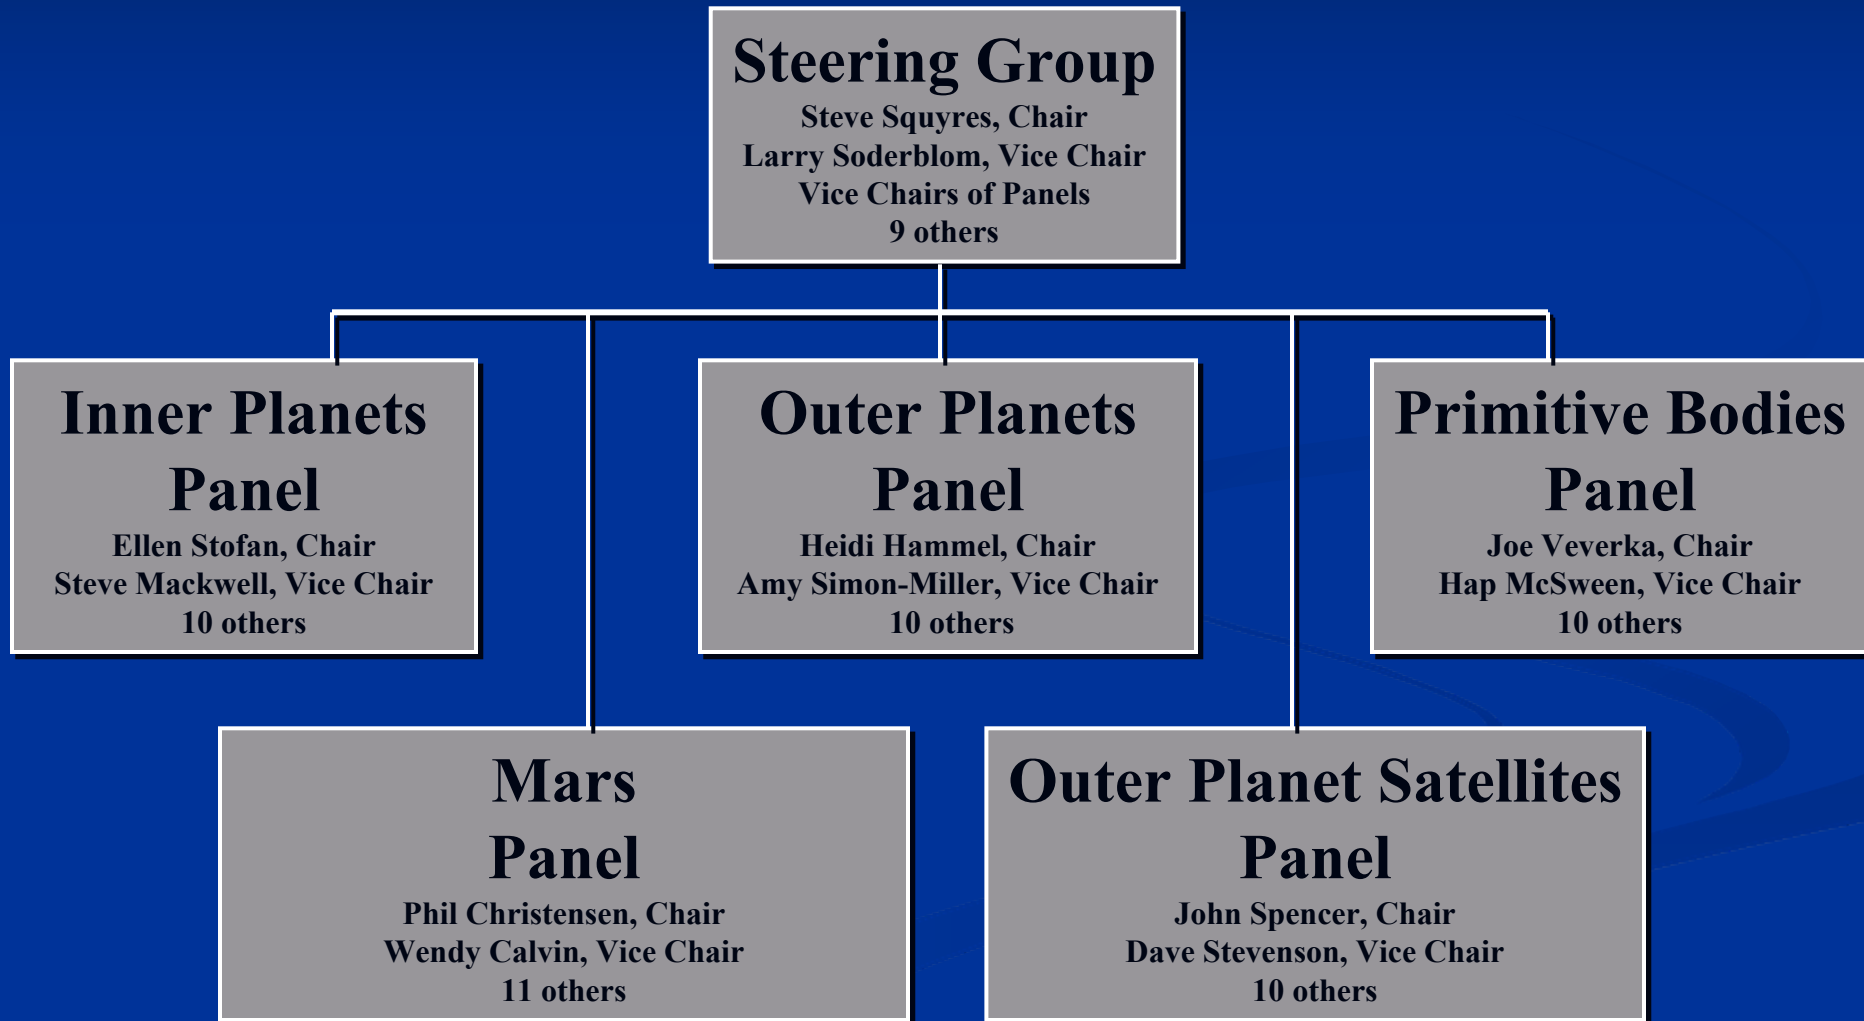 Steering Group
Steve Squyres, Chair
Larry Soderblom, Vice Chair
Vice Chairs of Panels
9 others
Inner Planets
Panel
Ellen Stofan, Chair
Steve Mackwell, Vice Chair
10 others
Outer Planets
Panel
Heidi Hammel, Chair
Amy Simon-Miller, Vice Chair
10 others
Primitive Bodies
Panel
Joe Veverka, Chair
Hap McSween, Vice Chair
10 others
Mars
Panel
Phil Christensen, Chair
Wendy Calvin, Vice Chair
11 others
Outer Planet Satellites
Panel
John Spencer, Chair
Dave Stevenson, Vice Chair
10 others